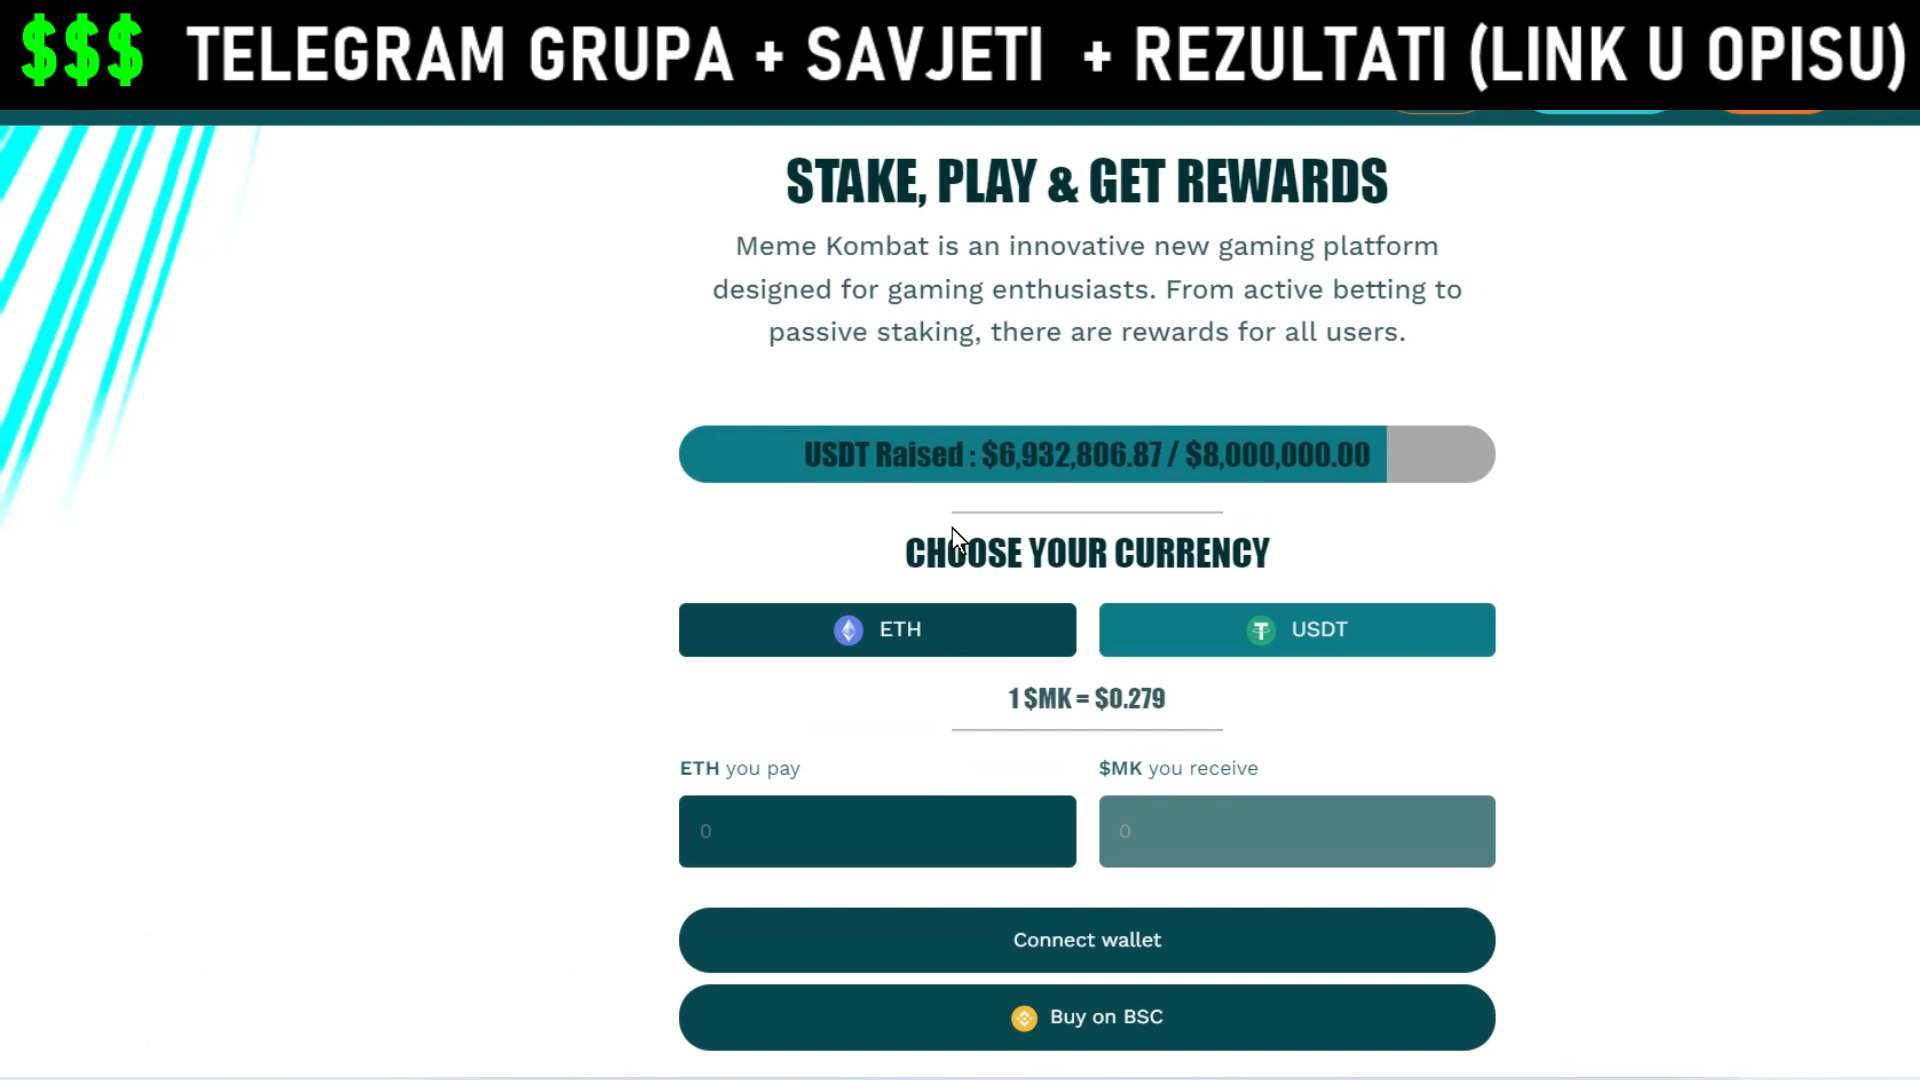 $$$ TELEGRAM GRUPA + SAVJETI + REZULTATI (LINK U OPISU)
STAKE, PLAY & GET REWARDS
Meme Kombat is an innovative new gaming platform
designed for gaming enthusiasts. From active betting to
passive staking, there are rewards for all users.
USDT Raised : $6,932,806.87 / $8,000,000.00
CHOOSE YOUR CURRENCY
ETH USDT
1 $MK = $0.279
ETH you pay $MK you receive
0 0
Connect wallet
Buy on BSC